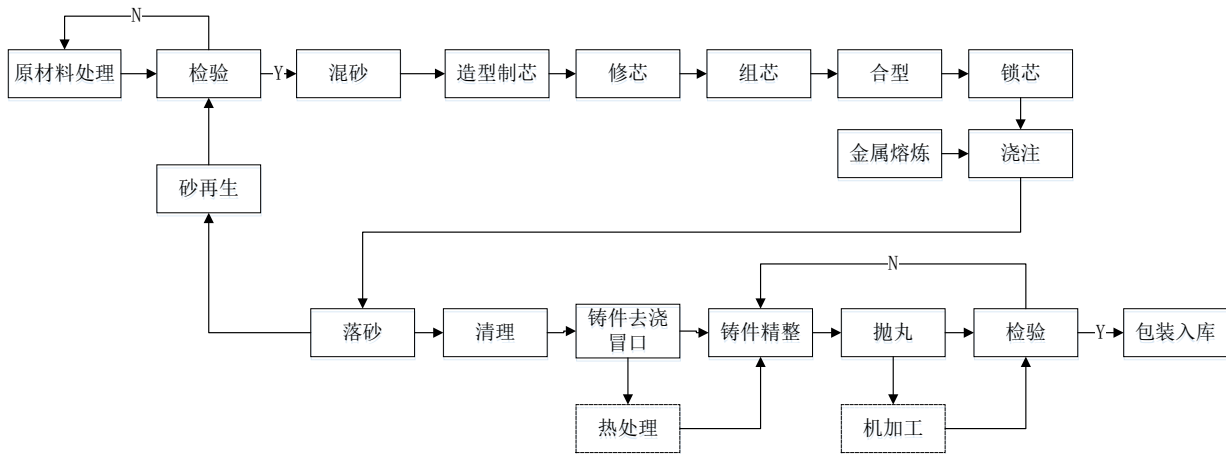 N
原材料处理
检验
Y
混砂
造型制芯
修芯
组芯
合型
锁芯
金属熔炼
浇注
砂再生
N
落砂
清理
铸件去浇
冒口
铸件精整
抛丸
检验
Y
包装入库
热处理
机加工